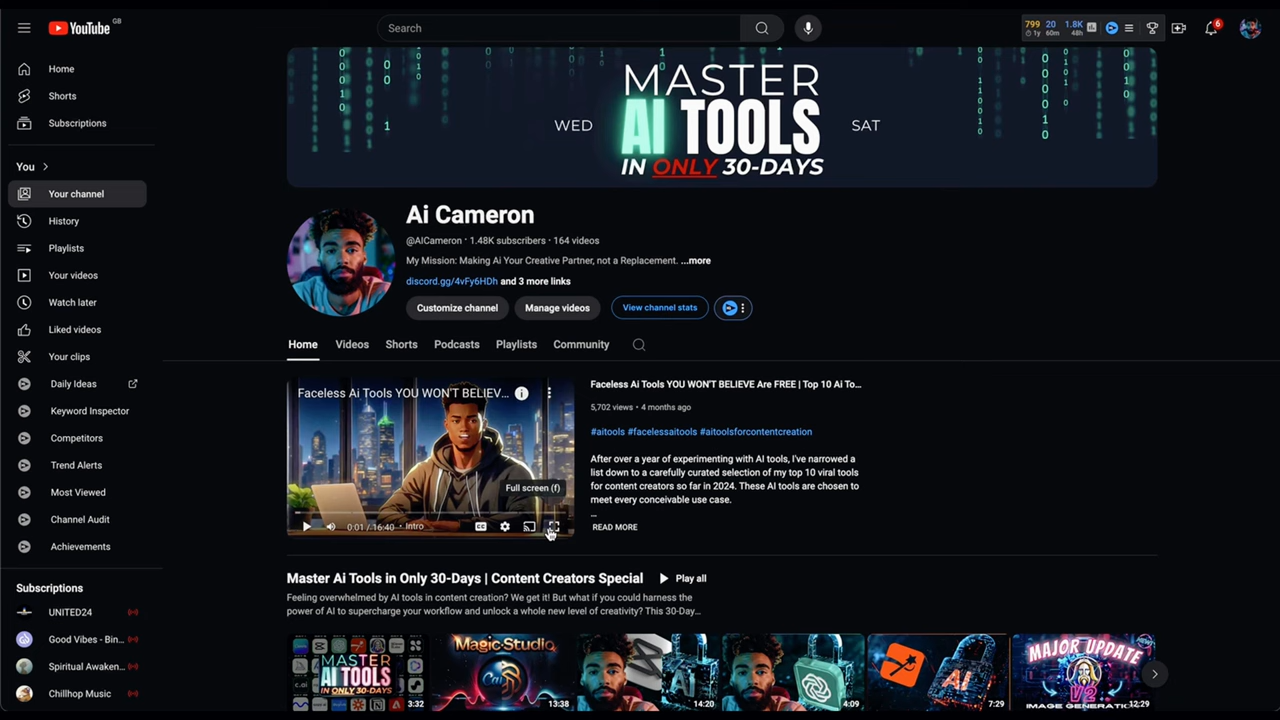 YouTube GB
Search
799 20 1.8K
1y 60m 48h
6
Home
Shorts
Subscriptions
You
Your channel
History
Playlists
Your videos
Watch later
Liked videos
Your clips
Daily Ideas
Keyword Inspector
Competitors
Trend Alerts
Most Viewed
Channel Audit
Achievements
Subscriptions
UNITED24
Good Vibes - Bin...
Spiritual Awaken...
Chillhop Music
WED
MASTER
AI TOOLS
IN ONLY 30-DAYS
SAT
Ai Cameron
@AICameron · 1.48K subscribers · 164 videos
My Mission: Making Ai Your Creative Partner, not a Replacement. ...more
discord.gg/4vFy6HDh and 3 more links
Customize channel
Manage videos
View channel stats
Home
Videos
Shorts
Podcasts
Playlists
Community
Faceless Ai Tools YOU WON'T BELIEV...
Full screen (f)
0:01 / 16:40 · Intro
Faceless Ai Tools YOU WON'T BELIEVE Are FREE | Top 10 Ai To...
5,702 views · 4 months ago
#aitools #facelessaitools #aitoolsforcontentcreation
After over a year of experimenting with AI tools, I've narrowed a
list down to a carefully curated selection of my top 10 viral tools
for content creators so far in 2024. These AI tools are chosen to
meet every conceivable use case.
...
READ MORE
Master Ai Tools in Only 30-Days | Content Creators Special
Play all
Feeling overwhelmed by AI tools in content creation? We get it! But what if you could harness the
power of AI to supercharge your workflow and unlock a whole new level of creativity? This 30-Day...
MASTER
AI TOOLS
IN ONLY 30-DAYS
3:32
Magic Studio
13:38
AI
14:20
4:09
AI
7:29
MAJOR UPDATE
V2
IMAGE GENERATIO
12:29